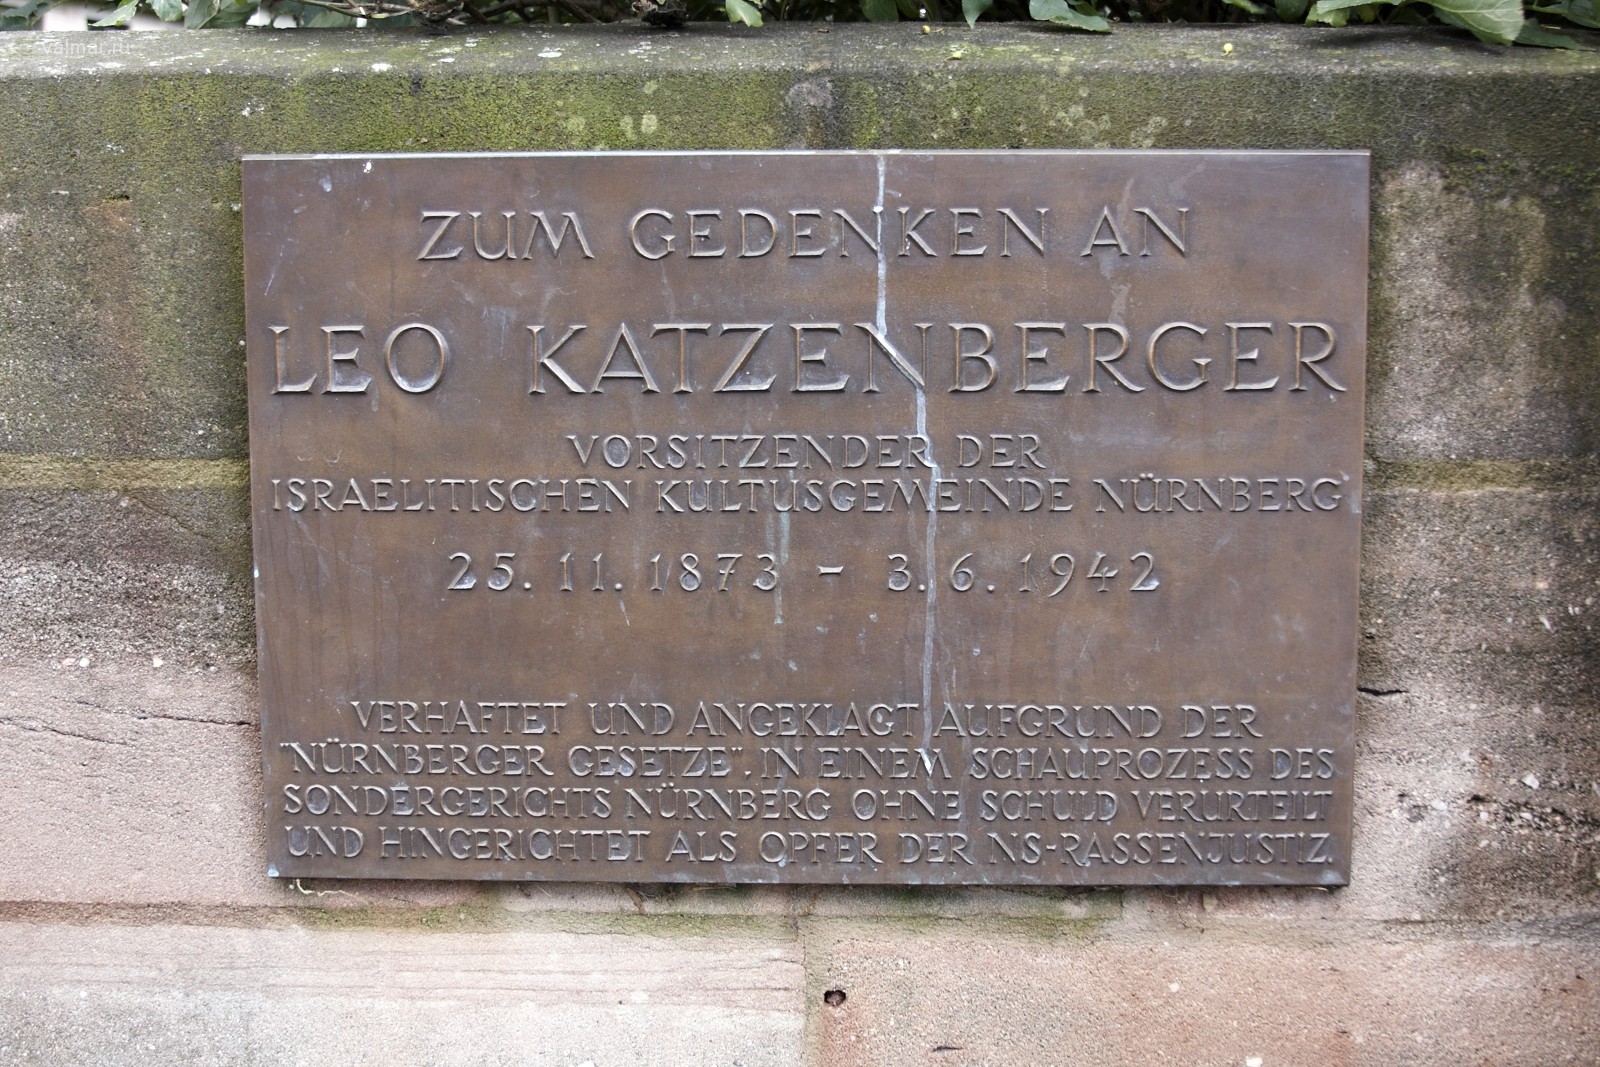 valmar.ru
ZUM GEDENKEN AN
LEO KATZENBERGER
VORSITZENDER DER
ISRAELITISCHEN KULTUSGEMEINDE NÜRNBERG
25. 11. 1873 - 3. 6. 1942
VERHAFTET UND ANGEKLAGT AUFGRUND DER
"NÜRNBERGER GESETZE". IN EINEM SCHAUPROZESS DES
SONDERGERICHTS NÜRNBERG OHNE SCHULD VERURTEILT
UND HINGERICHTET ALS OPFER DER NS-RASSENJUSTIZ.